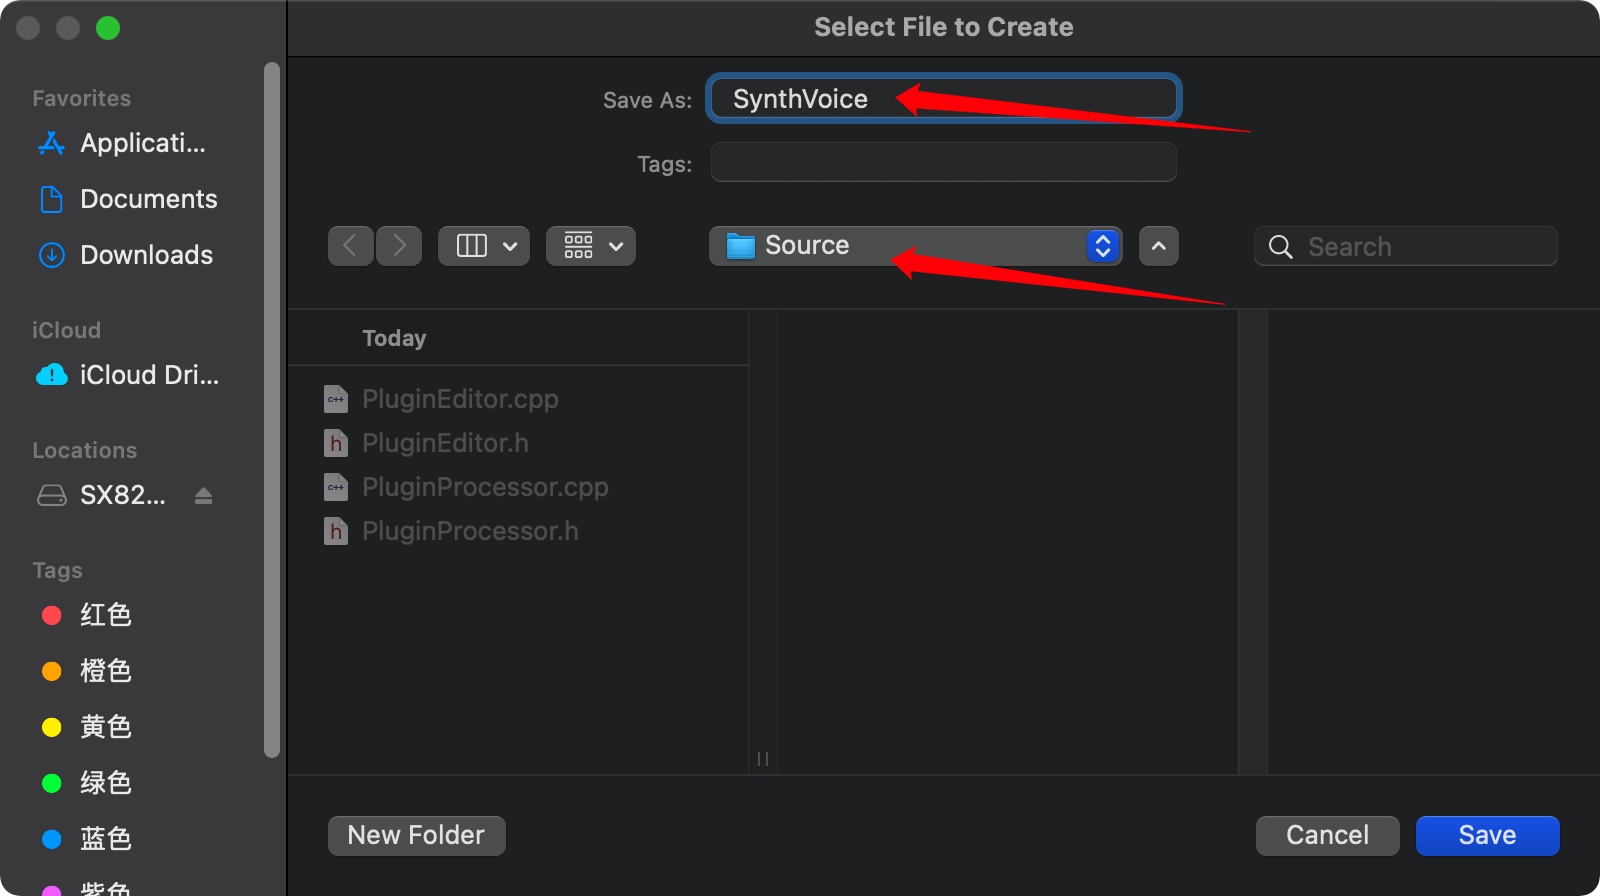 Select File to Create
Favorites
Applicati...
Documents
Downloads
iCloud
iCloud Dri...
Locations
SX82...
Tags
红色
橙色
黄色
绿色
蓝色
紫色
Save As: SynthVoice
Tags:
Source
Search
Today
PluginEditor.cpp
PluginEditor.h
PluginProcessor.cpp
PluginProcessor.h
New Folder
Cancel
Save